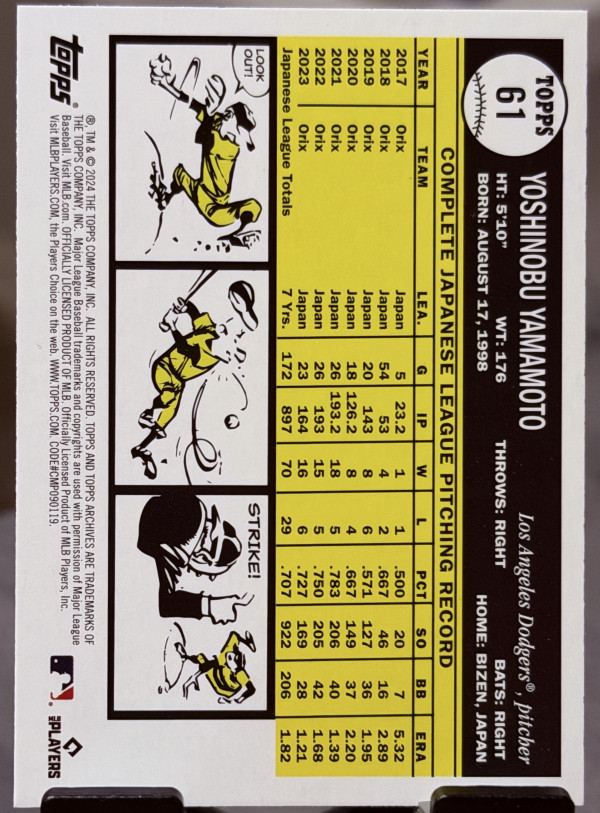 TOPPS
61
YOSHINOBU YAMAMOTO
Los Angeles Dodgers®, pitcher
HT: 5'10" WT: 176 THROWS: RIGHT BATS: RIGHT
BORN: AUGUST 17, 1998 HOME: BIZEN, JAPAN
COMPLETE JAPANESE LEAGUE PITCHING RECORD
YEAR TEAM LEA. G IP W L PCT SO BB ERA
2017 Orix Japan 5 23.2 1 1 .500 20 7 5.32
2018 Orix Japan 54 53 4 2 .667 46 16 2.89
2019 Orix Japan 20 143 8 6 .571 127 36 1.95
2020 Orix Japan 18 126.2 8 4 .667 149 37 2.20
2021 Orix Japan 26 193.2 18 5 .783 206 40 1.39
2022 Orix Japan 26 193 15 5 .750 205 42 1.68
2023 Orix Japan 23 164 16 6 .727 169 28 1.21
Japanese League Totals 7 Yrs. 172 897 70 29 .707 922 206 1.82
LOOK
OUT!
STRIKE!
topps®
®, TM & © 2024 THE TOPPS COMPANY, INC. ALL RIGHTS RESERVED. TOPPS AND TOPPS ARCHIVES ARE TRADEMARKS OF
THE TOPPS COMPANY, INC. Major League Baseball trademarks and copyrights are used with permission of Major League
Baseball. Visit MLB.com. OFFICIALLY LICENSED PRODUCT OF MLB. Officially Licensed Product of MLB Players, Inc.
Visit MLBPLAYERS.COM, the Players Choice on the web. WWW.TOPPS.COM. CODE#CMP090119.
MLB PLAYERS